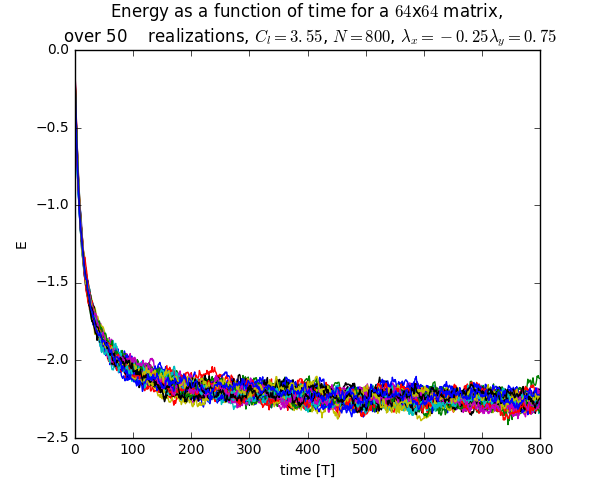 Energy as a function of time for a 64x64 matrix,
over 50    realizations, C_l = 3.55, N = 800, λ_x = −0.25λ_y = 0.75
0.0
−0.5
−1.0
−1.5
−2.0
−2.5
E
0 100 200 300 400 500 600 700 800
time [T]